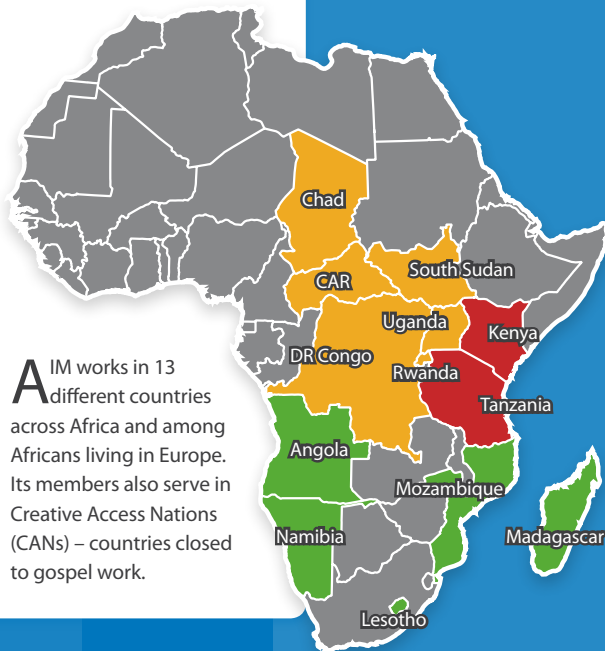 Chad
CAR
South Sudan
Uganda
Kenya
DR Congo
Rwanda
Tanzania
Angola
Mozambique
Namibia
Madagascar
Lesotho
AIM works in 13
different countries
across Africa and among
Africans living in Europe.
Its members also serve in
Creative Access Nations
(CANs) – countries closed
to gospel work.